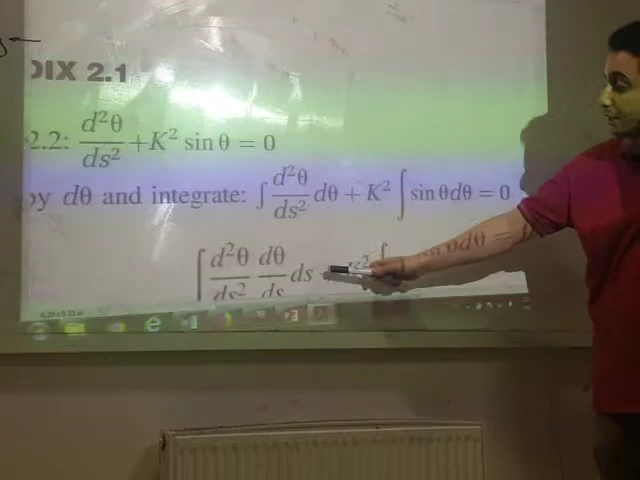 DIX 2.1
2.2: d²θ/ds² + K² sin θ = 0
by dθ and integrate: ∫ d²θ/ds² dθ + K² ∫ sin θ dθ = 0
∫ d²θ/ds² dθ/ds ds